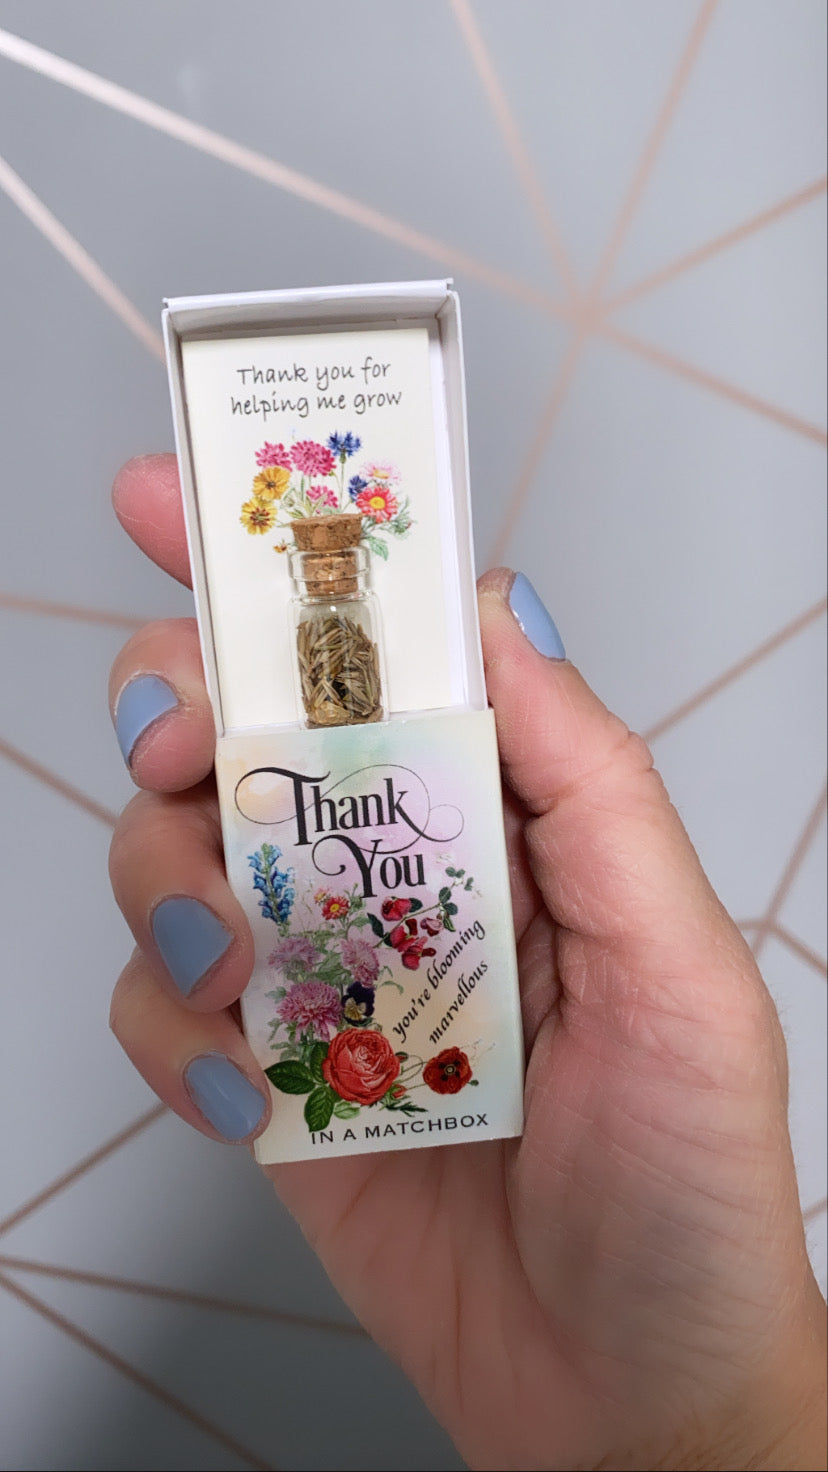 Thank you for
helping me grow
Thank
You
you're blooming
marvellous
IN A MATCHBOX